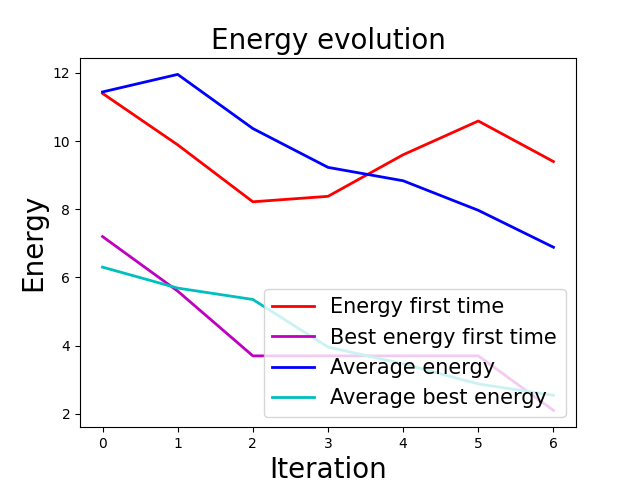 Energy evolution
Energy
12
10
8
6
4
2
Energy first time
Best energy first time
Average energy
Average best energy
0 1 2 3 4 5 6
Iteration